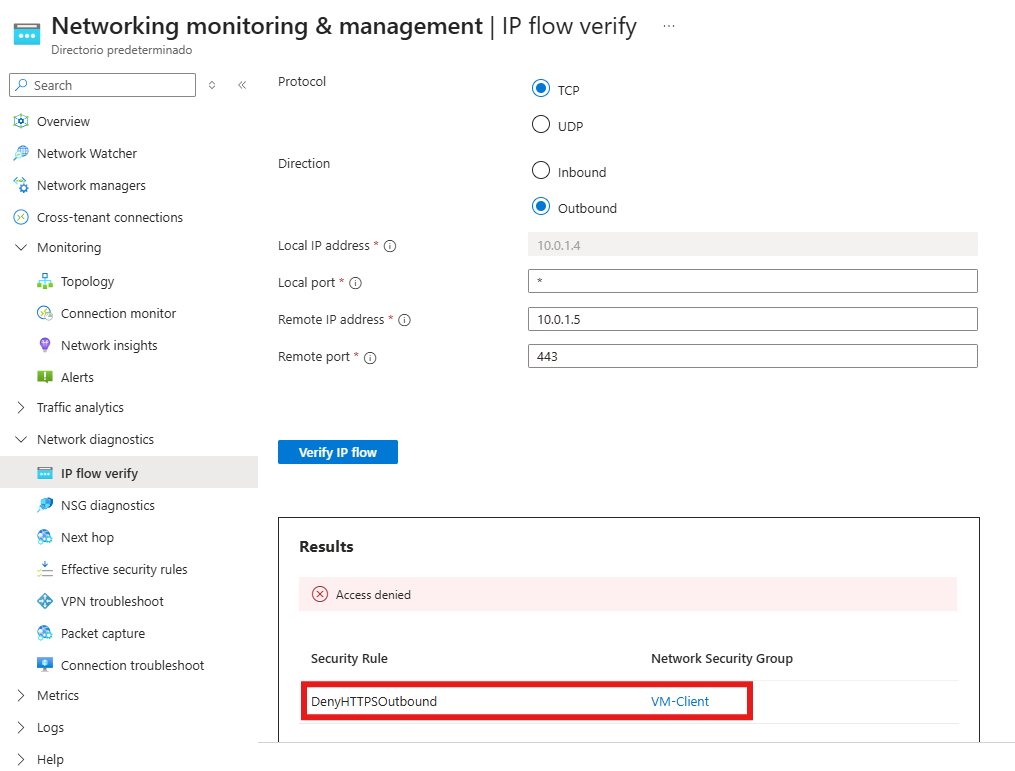 Networking monitoring & management | IP flow verify ...
Directorio predeterminado
Search
Overview
Network Watcher
Network managers
Cross-tenant connections
Monitoring
Topology
Connection monitor
Network insights
Alerts
Traffic analytics
Network diagnostics
IP flow verify
NSG diagnostics
Next hop
Effective security rules
VPN troubleshoot
Packet capture
Connection troubleshoot
Metrics
Logs
Help
Protocol
TCP
UDP
Direction
Inbound
Outbound
Local IP address *
10.0.1.4
Local port *
*
Remote IP address *
10.0.1.5
Remote port *
443
Verify IP flow
Results
Access denied
Security Rule Network Security Group
DenyHTTPSOutbound VM-Client